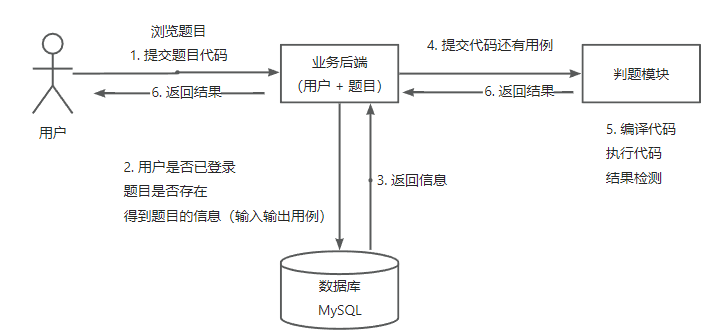 浏览题目
1. 提交题目代码
6. 返回结果
用户
业务后端
（用户 + 题目）
4. 提交代码还有用例
6. 返回结果
判题模块
5. 编译代码
执行代码
结果检测
2. 用户是否已登录
题目是否存在
得到题目的信息（输入输出用例）
3. 返回信息
数据库
MySQL